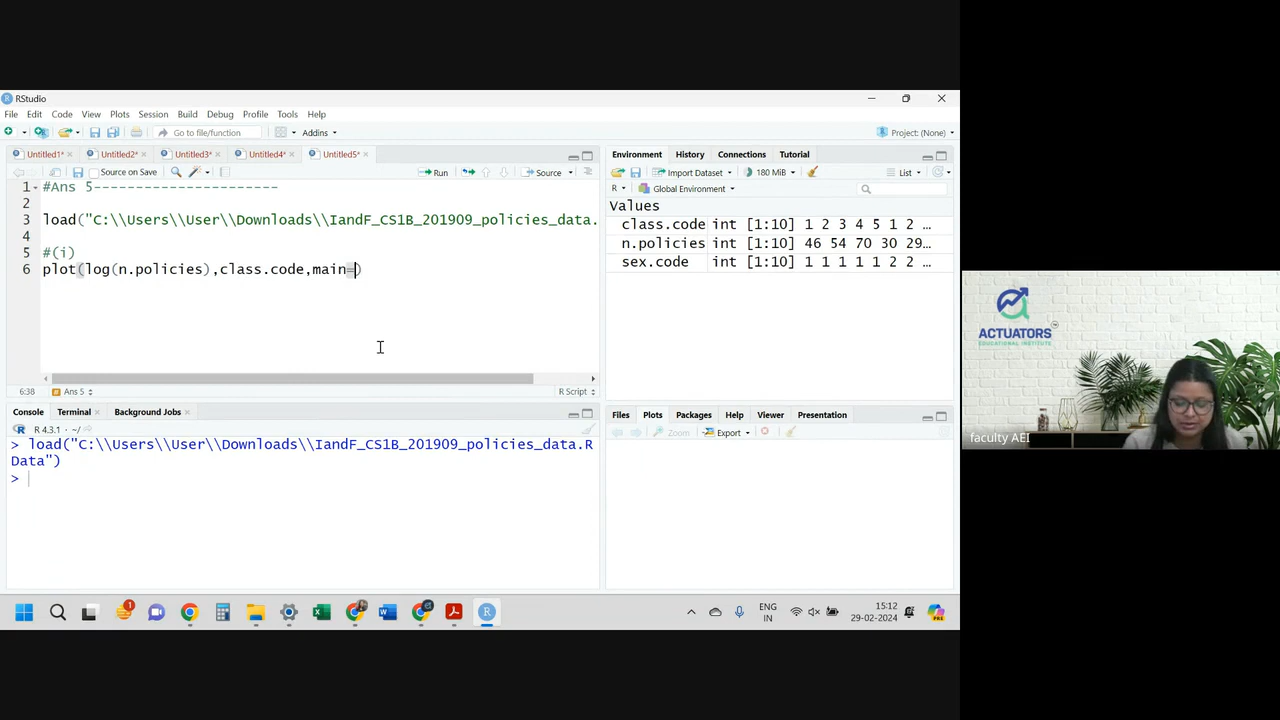 RStudio
File Edit Code View Plots Session Build Debug Profile Tools Help
Go to file/function Addins Project: (None)
Untitled1* Untitled2* Untitled3* Untitled4* Untitled5*
Source on Save Run Source
1 #Ans 5----------------------
2
3 load("C:\\Users\\User\\Downloads\\IandF_CS1B_201909_policies_data.
4
5 #(i)
6 plot(log(n.policies),class.code,main=)
6:38 Ans 5 R Script
Console Terminal Background Jobs
R 4.3.1 · ~/
> load("C:\\Users\\User\\Downloads\\IandF_CS1B_201909_policies_data.R
Data")
>
Environment History Connections Tutorial
Import Dataset 180 MiB List
R Global Environment
Values
class.code int [1:10] 1 2 3 4 5 1 2 …
n.policies int [1:10] 46 54 70 30 29…
sex.code int [1:10] 1 1 1 1 1 2 2 …
Files Plots Packages Help Viewer Presentation
Zoom Export
ACTUATORS
EDUCATIONAL INSTITUTE
faculty AEI
1
ENG
IN
15:12
29-02-2024